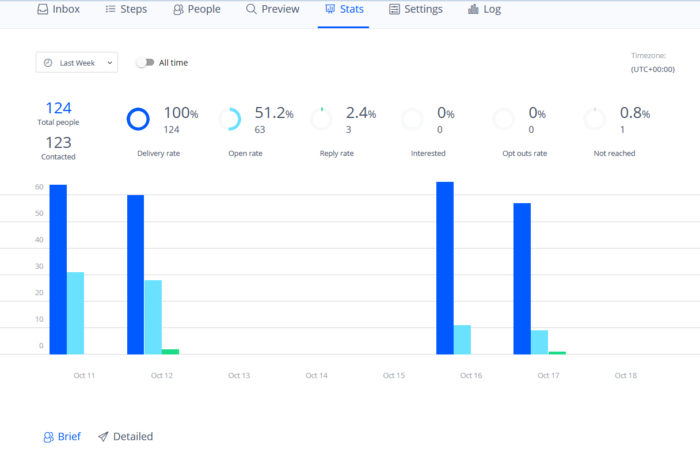 Inbox Steps People Preview Stats Settings Log
Last Week All time
Timezone:
(UTC+00:00)
124 100% 51.2% 2.4% 0% 0% 0.8%
Total people 124 63 3 0 0 1
123
Contacted Delivery rate Open rate Reply rate Interested Opt outs rate Not reached
60
50
40
30
20
10
0
Oct 11 Oct 12 Oct 13 Oct 14 Oct 15 Oct 16 Oct 17 Oct 18
Brief Detailed